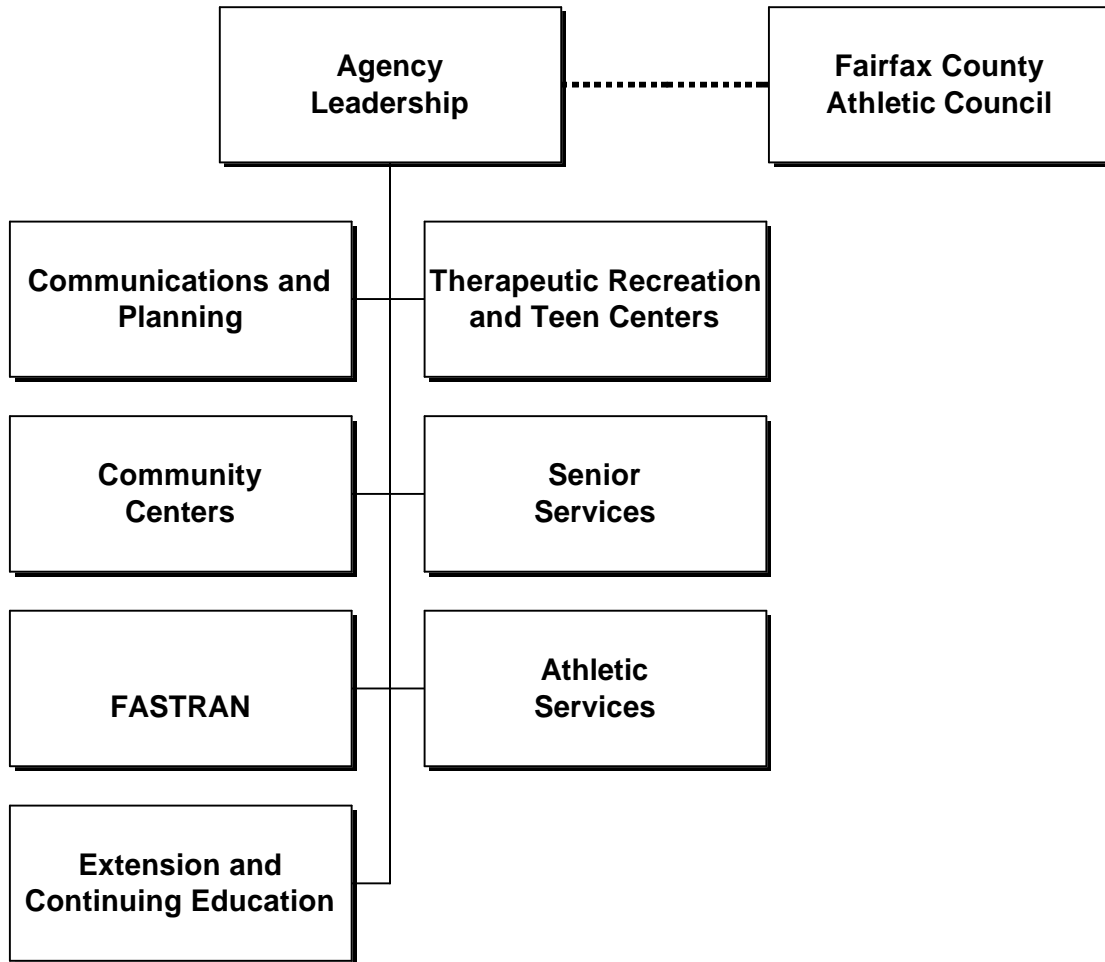 Agency
Leadership
Fairfax County
Athletic Council
Communications and
Planning
Therapeutic Recreation
and Teen Centers
Community
Centers
Senior
Services
FASTRAN
Athletic
Services
Extension and
Continuing Education